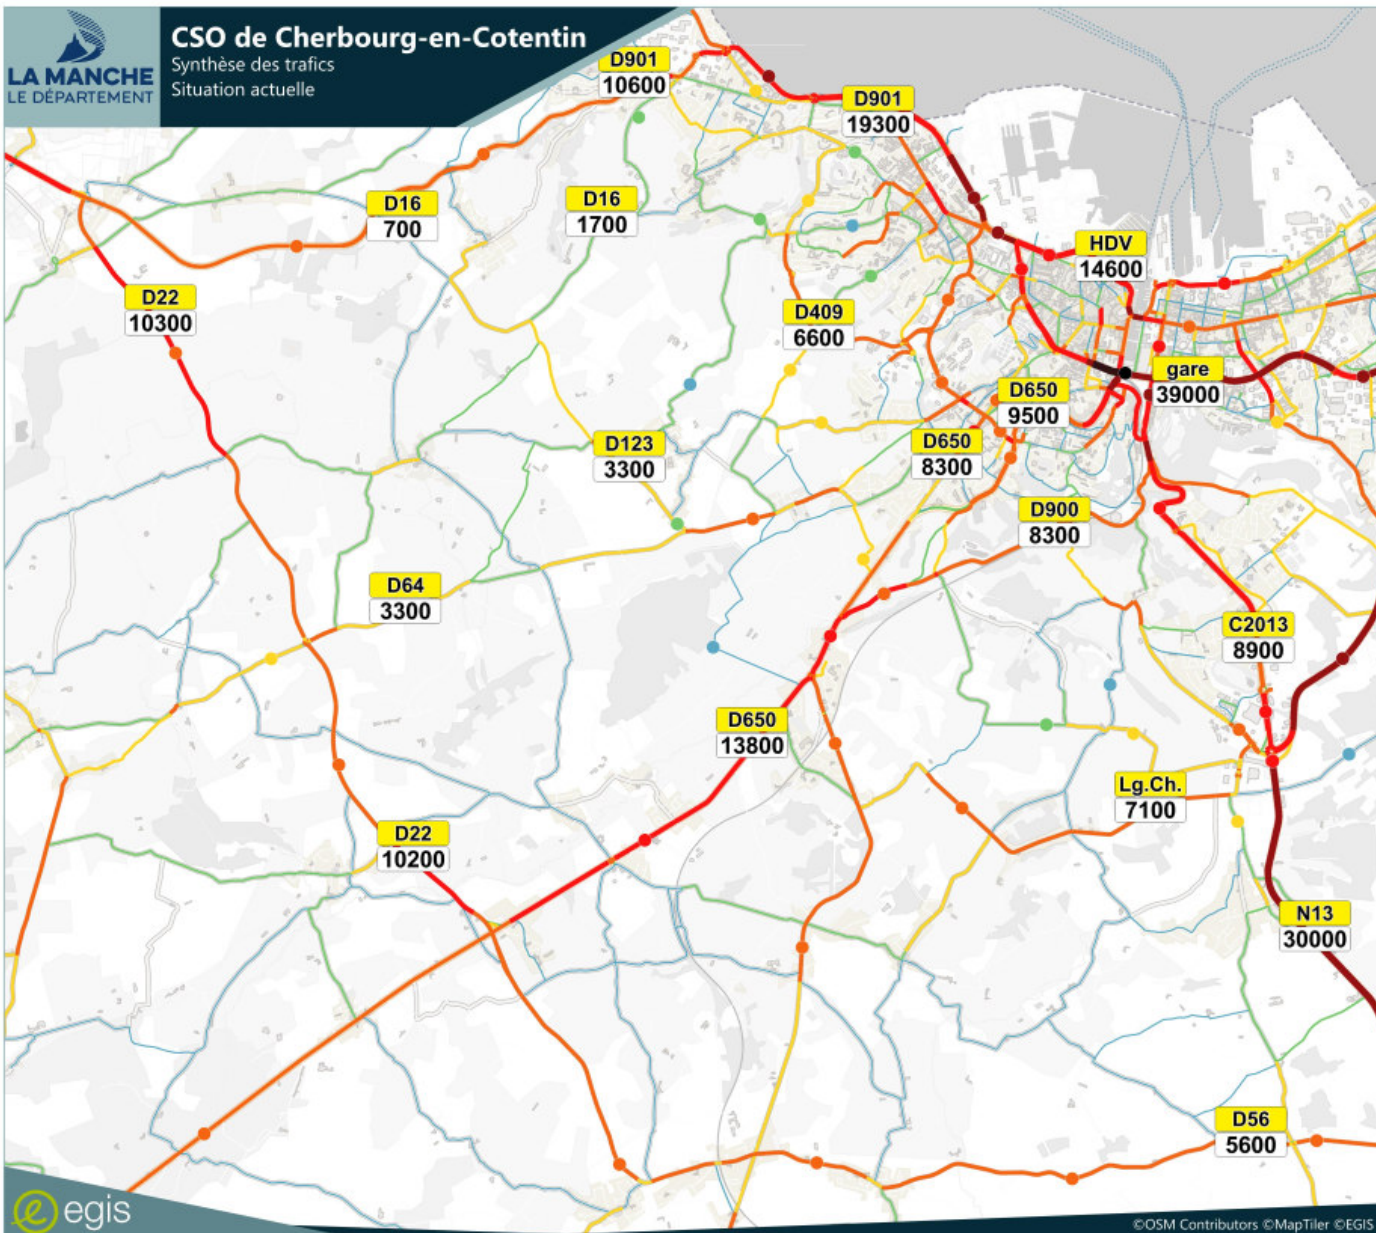 LA MANCHE
LE DÉPARTEMENT
CSO de Cherbourg-en-Cotentin
Synthèse des trafics
Situation actuelle
D901
10600
D901
19300
D16
700
D16
1700
HDV
14600
D22
10300
D409
6600
gare
39000
D650
9500
D123
3300
D650
8300
D900
8300
D64
3300
C2013
8900
D650
13800
Lg.Ch.
7100
D22
10200
N13
30000
D56
5600
egis
©OSM Contributors ©MapTiler ©EGIS